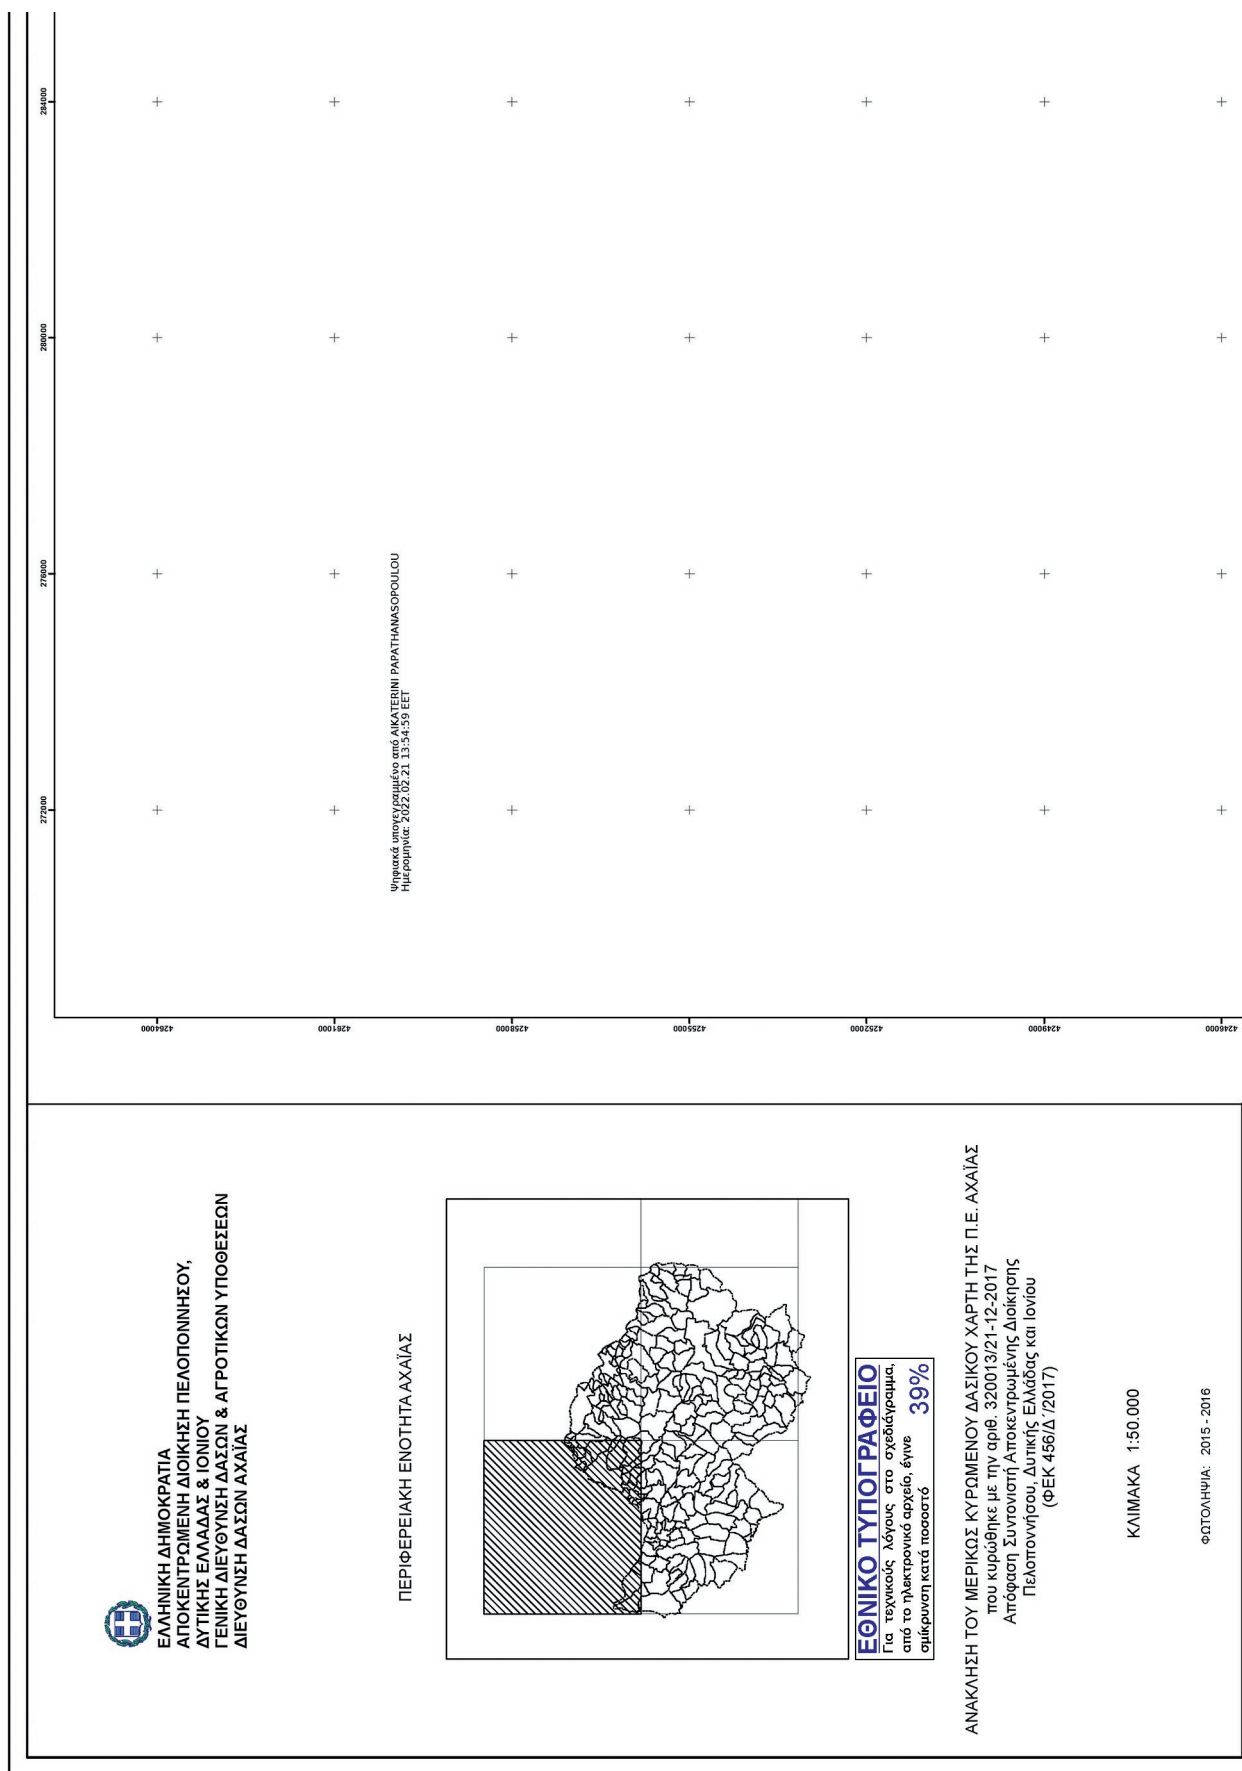 ΕΛΛΗΝΙΚΗ ΔΗΜΟΚΡΑΤΙΑ
ΑΠΟΚΕΝΤΡΩΜΕΝΗ ΔΙΟΙΚΗΣΗ ΠΕΛΟΠΟΝΝΗΣΟΥ,
ΔΥΤΙΚΗΣ ΕΛΛΑΔΑΣ & ΙΟΝΙΟΥ
ΓΕΝΙΚΗ ΔΙΕΥΘΥΝΣΗ ΔΑΣΩΝ & ΑΓΡΟΤΙΚΩΝ ΥΠΟΘΕΣΕΩΝ
ΔΙΕΥΘΥΝΣΗ ΔΑΣΩΝ ΑΧΑΪΑΣ
ΠΕΡΙΦΕΡΕΙΑΚΗ ΕΝΟΤΗΤΑ ΑΧΑΪΑΣ
ΕΘΝΙΚΟ ΤΥΠΟΓΡΑΦΕΙΟ
Για τεχνικούς λόγους στο σχεδιάγραμμα,
από το ηλεκτρονικό αρχείο, έγινε
σμίκρυνση κατά ποσοστό 39%
ΑΝΑΚΛΗΣΗ ΤΟΥ ΜΕΡΙΚΩΣ ΚΥΡΩΜΕΝΟΥ ΔΑΣΙΚΟΥ ΧΑΡΤΗ ΤΗΣ Π.Ε. ΑΧΑΪΑΣ
που κυρώθηκε με την αριθ. 320013/21-12-2017
Απόφαση Συντονιστή Αποκεντρωμένης Διοίκησης
Πελοποννήσου, Δυτικής Ελλάδας και Ιονίου
(ΦΕΚ 456/Δ΄/2017)
ΚΛΙΜΑΚΑ 1:50.000
ΦΩΤΟΛΗΨΙΑ: 2015 - 2016
272000
276000
280000
284000
4264000
4261000
4258000
4255000
4252000
4249000
4246000
Ψηφιακά υπογεγραμμένο από AIKATERINI PAPATHANASOPOULOU
Ημερομηνία: 2022.02.21 13:54:59 EET